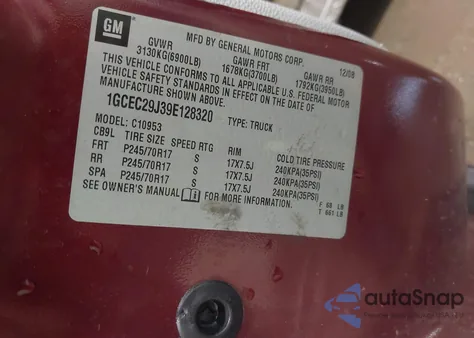 GM
MFD BY GENERAL MOTORS CORP.
12/08
GVWR GAWR FRT GAWR RR
3130KG(6900LB) 1678KG(3700LB) 1792KG(3950LB)
THIS VEHICLE CONFORMS TO ALL APPLICABLE U.S. FEDERAL MOTOR
VEHICLE SAFETY STANDARDS IN EFFECT ON THE DATE OF
MANUFACTURE SHOWN ABOVE.
1GCEC29J39E128320 TYPE: TRUCK
MODEL: C10953
CB9L TIRE SIZE SPEED RTG RIM COLD TIRE PRESSURE
FRT P245/70R17 S 17X7.5J 240KPA(35PSI)
RR P245/70R17 S 17X7.5J 240KPA(35PSI)
SPA P245/70R17 S 17X7.5J 240KPA(35PSI)
SEE OWNER'S MANUAL FOR MORE INFORMATION.
F 68 LB
T 661 LB
autoSnap